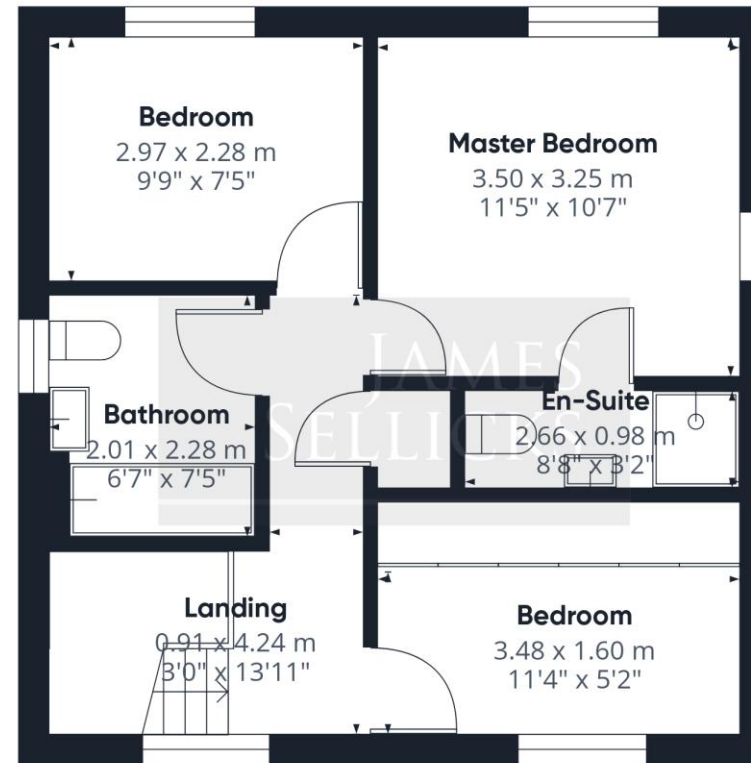 Bedroom
2.97 x 2.28 m
9'9" x 7'5"
Master Bedroom
3.50 x 3.25 m
11'5" x 10'7"
JAMES
SELLICKS
Bathroom
2.01 x 2.28 m
6'7" x 7'5"
En-Suite
2.66 x 0.98 m
8'8" x 3'2"
Landing
0.91 x 4.24 m
3'0" x 13'11"
Bedroom
3.48 x 1.60 m
11'4" x 5'2"